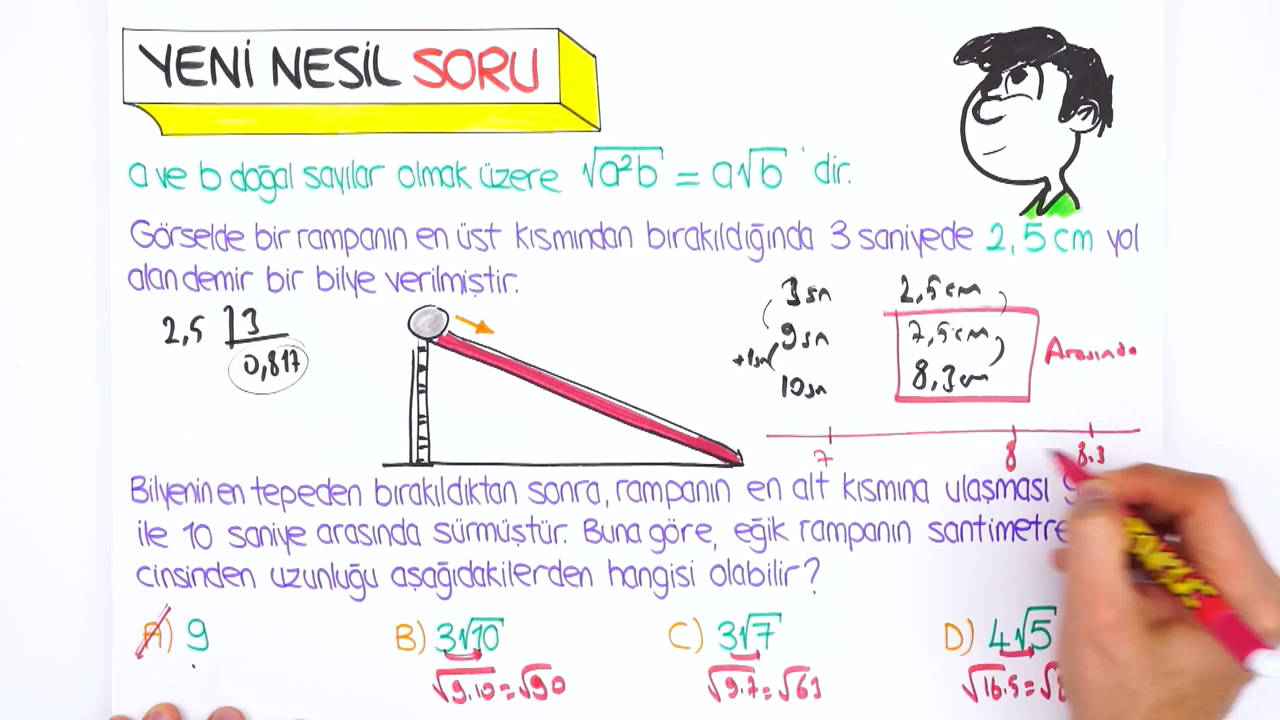 YENİ NESİL SORU
a ve b doğal sayılar olmak üzere √a²b = a√b 'dir.
Görselde bir rampanın en üst kısmından bırakıldığında 3 saniyede 2,5 cm yol
alan demir bir bilye verilmiştir.
2,5 3
0,817
3 sn 2,5 cm
9 sn 7,5 cm
+1sn
10 sn 8,3 cm
Arasında
7 8 8.3
Bilyenin en tepeden bırakıldıktan sonra, rampanın en alt kısmına ulaşması 9
ile 10 saniye arasında sürmüştür. Buna göre, eğik rampanın santimetre
cinsinden uzunluğu aşağıdakilerden hangisi olabilir?
A) 9 B) 3√10 C) 3√7 D) 4√5
√9.10 = √90 √9.7 = √63 √16.5 = √8